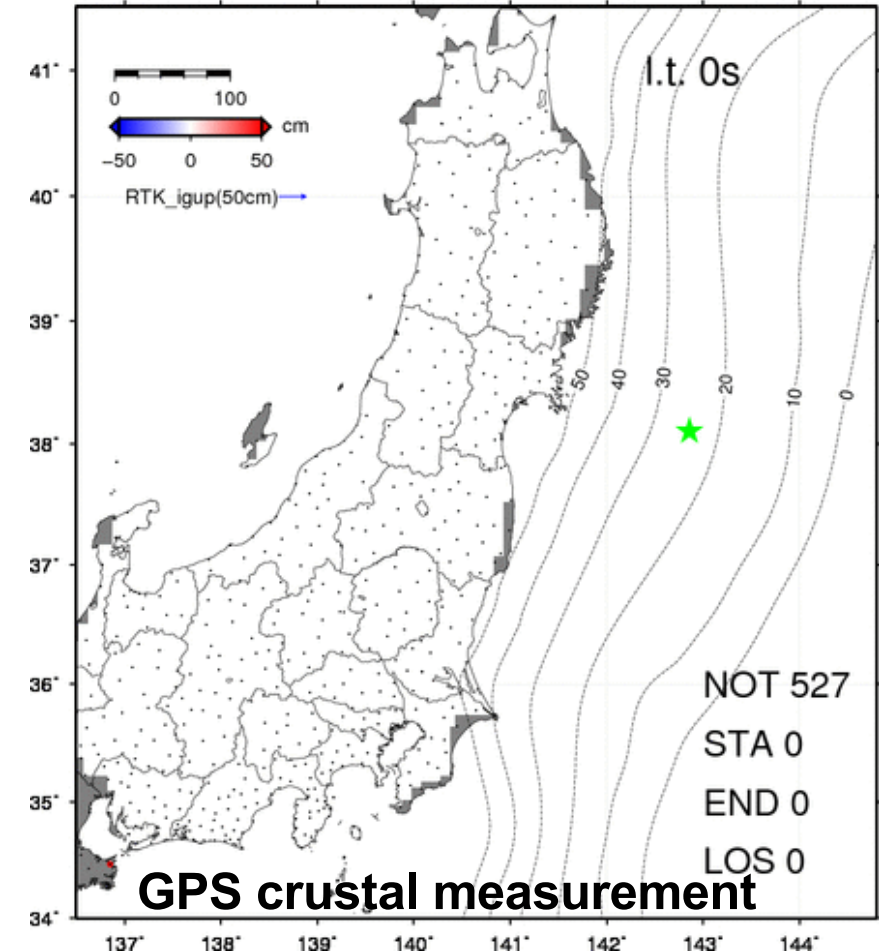 41°
l.t. 0s
0 100
cm
−50 0 50
RTK_igup(50cm)
40°
39°
50 40 30 20 10 0
38°
37°
36°
NOT 527
STA 0
35°
END 0
LOS 0
GPS crustal measurement
34°
137° 138° 139° 140° 141° 142° 143° 144°